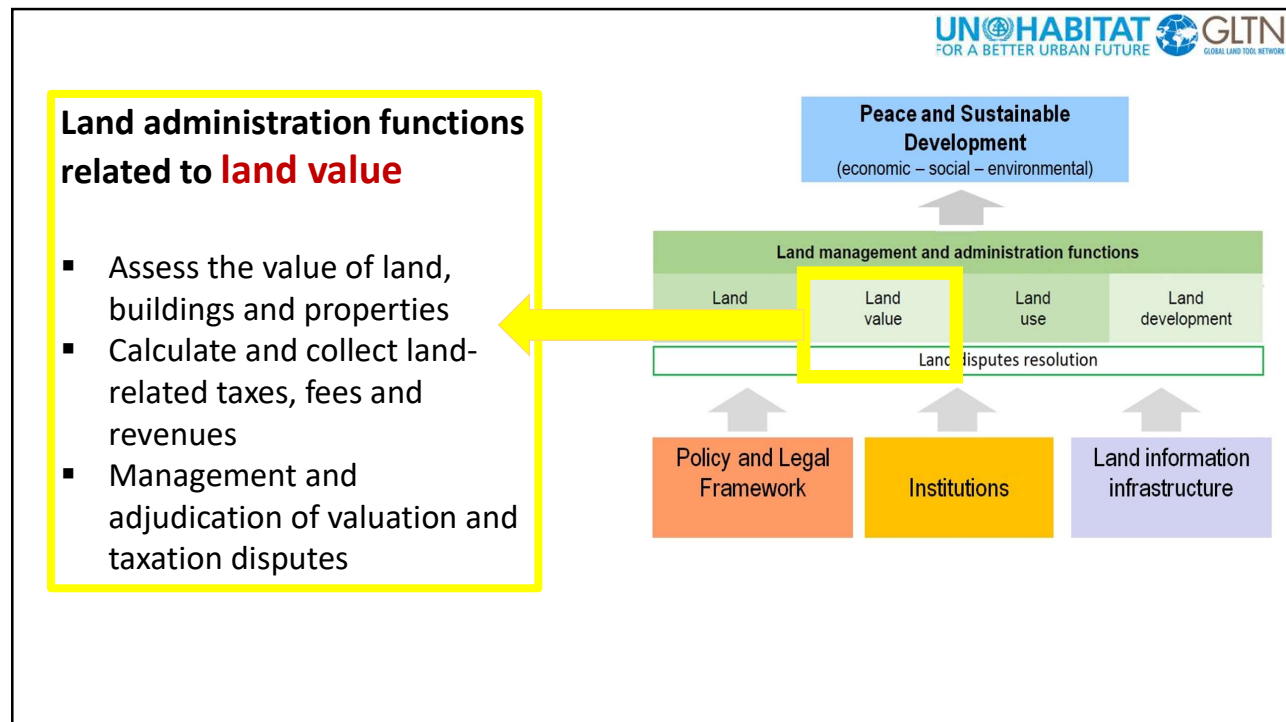 UN HABITAT
FOR A BETTER URBAN FUTURE
GLTN
GLOBAL LAND TOOL NETWORK
Land administration functions
related to land value
▪ Assess the value of land,
buildings and properties
▪ Calculate and collect land-
related taxes, fees and
revenues
▪ Management and
adjudication of valuation and
taxation disputes
Peace and Sustainable
Development
(economic – social – environmental)
Land management and administration functions
Land
Land
value
Land
use
Land
development
Land disputes resolution
Policy and Legal
Framework
Institutions
Land information
infrastructure